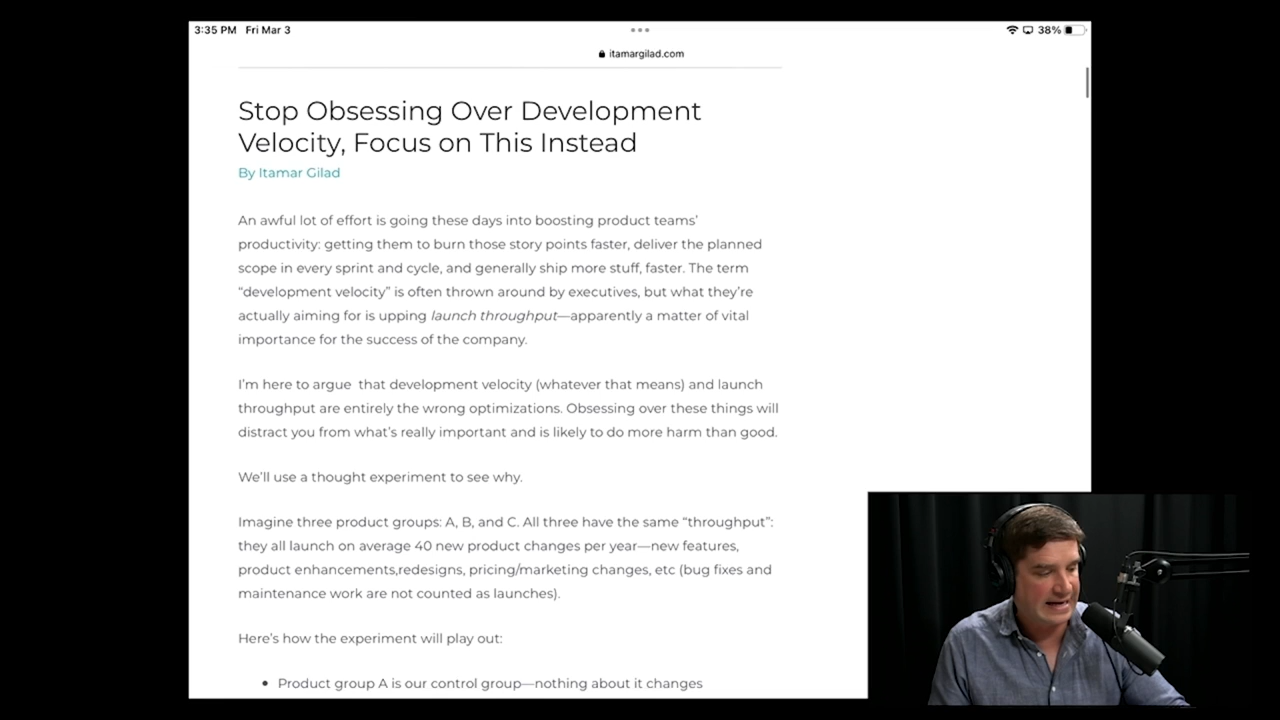 3:35 PM Fri Mar 3
38%
itamargilad.com
Stop Obsessing Over Development
Velocity, Focus on This Instead
By Itamar Gilad
An awful lot of effort is going these days into boosting product teams’
productivity: getting them to burn those story points faster, deliver the planned
scope in every sprint and cycle, and generally ship more stuff, faster. The term
“development velocity” is often thrown around by executives, but what they’re
actually aiming for is upping launch throughput—apparently a matter of vital
importance for the success of the company.
I’m here to argue  that development velocity (whatever that means) and launch
throughput are entirely the wrong optimizations. Obsessing over these things will
distract you from what’s really important and is likely to do more harm than good.
We’ll use a thought experiment to see why.
Imagine three product groups: A, B, and C. All three have the same “throughput”:
they all launch on average 40 new product changes per year—new features,
product enhancements,redesigns, pricing/marketing changes, etc (bug fixes and
maintenance work are not counted as launches).
Here’s how the experiment will play out:
• Product group A is our control group—nothing about it changes